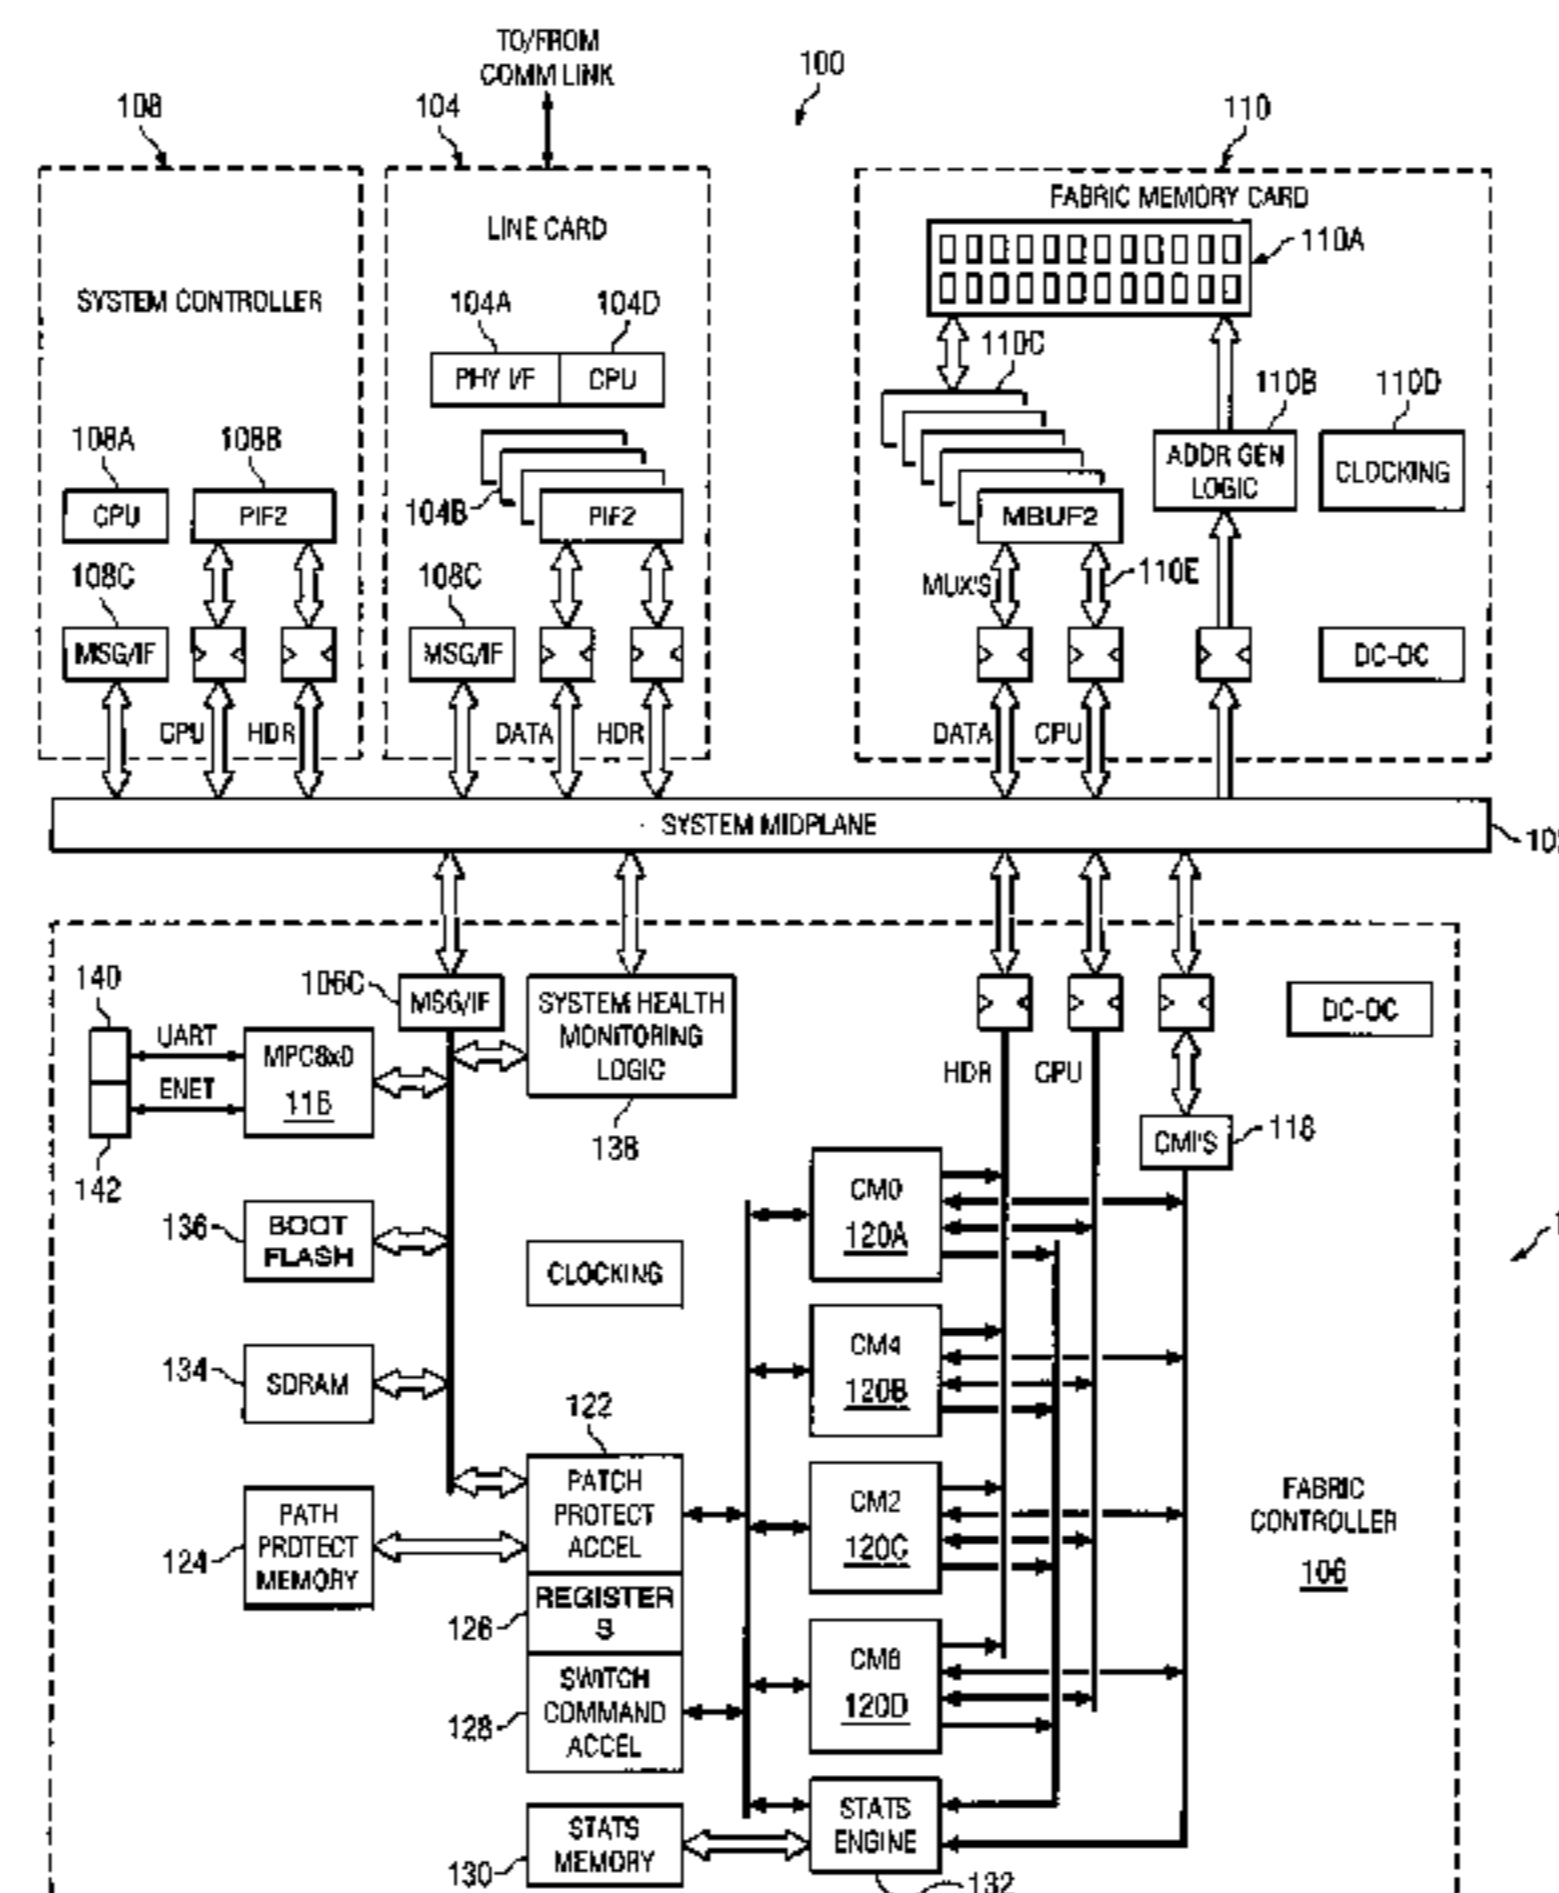 TO/FROM
COMM LINK
100
108
104
110
FABRIC MEMORY CARD
LINE CARD
110A
SYSTEM CONTROLLER
104A
104D
110C
PHY I/F
CPU
110B
110D
108A
108B
ADDR GEN
LOGIC
CLOCKING
CPU
PIF2
104B
PIF2
MBUF2
108C
108C
MUX'S
110E
MSG/IF
MSG/IF
DC-DC
CPU
HDR
DATA
HDR
DATA
CPU
SYSTEM MIDPLANE
140
106C
MSG/IF
SYSTEM HEALTH
MONITORING
LOGIC
DC-DC
UART
MPC8x0
116
ENET
HDR
CPU
142
138
CMI'S
118
136
BOOT
FLASH
CLOCKING
CM0
120A
134
SDRAM
CM4
120B
122
PATCH
PROTECT
ACCEL
124
PATH
PROTECT
MEMORY
CM2
120C
FABRIC
CONTROLLER
106
126
REGISTER
S
128
SWITCH
COMMAND
ACCEL
CM6
120D
130
STATS
MEMORY
STATS
ENGINE
132